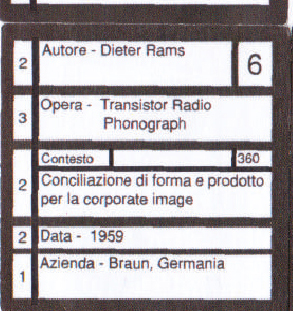 2 Autore - Dieter Rams 6
3 Opera - Transistor Radio
Phonograph
Contesto 360
2 Conciliazione di forma e prodotto
per la corporate image
2 Data - 1959
1 Azienda - Braun, Germania